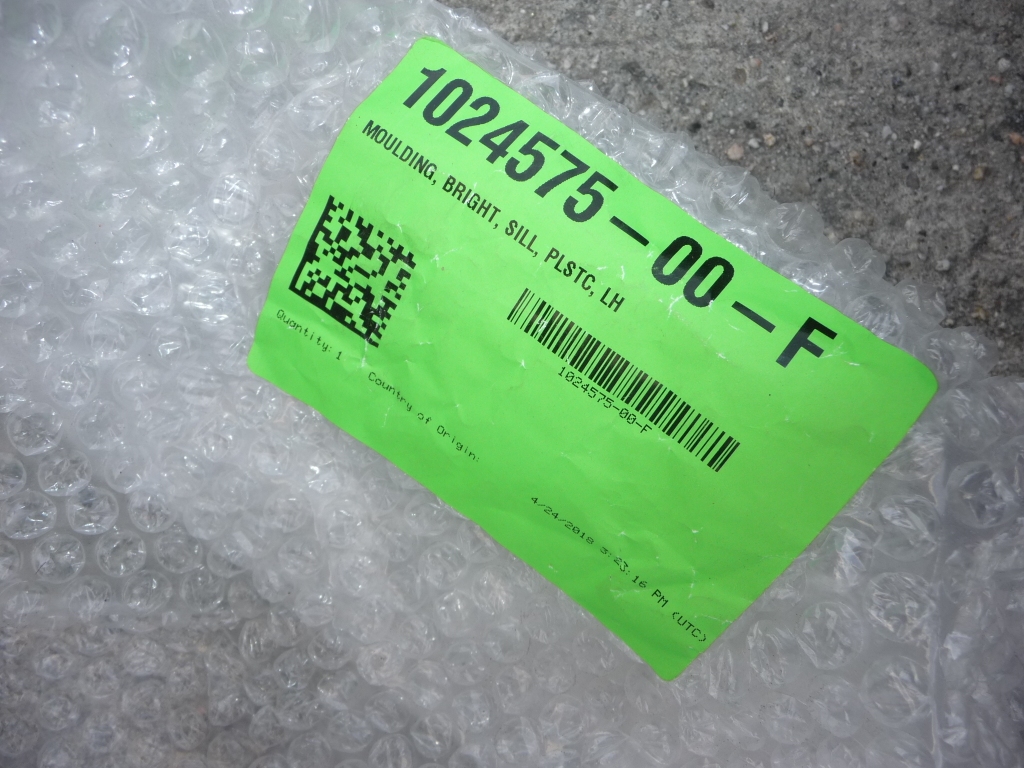 1024575-00-F
MOULDING, BRIGHT, SILL, PLSTC, LH
1024575-00-F
Quantity: 1
Country of Origin:
4/24/2018 3:23:16 PM (UTC)